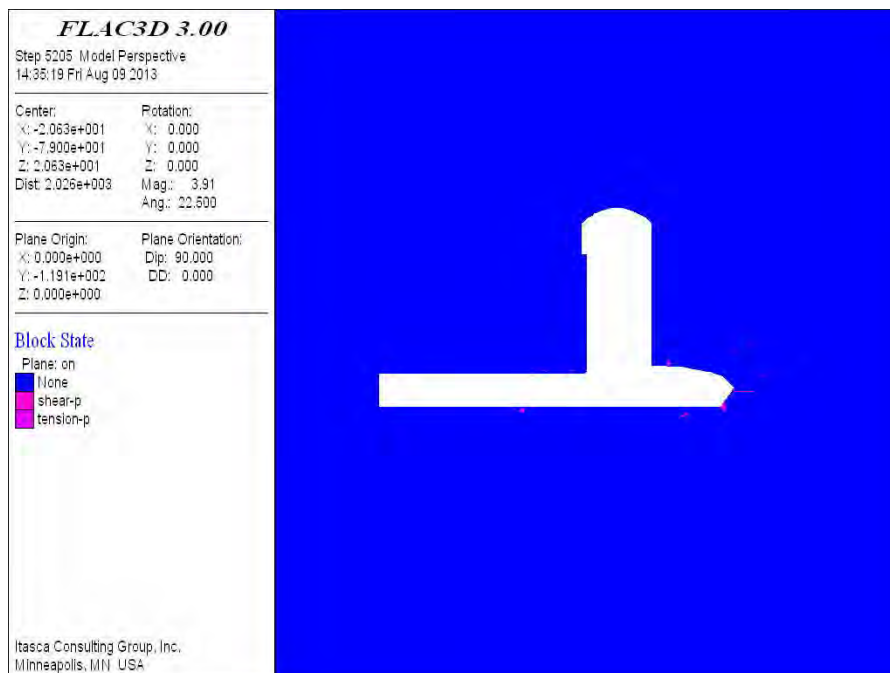 FLAC3D 3.00
Step 5205 Model Perspective
14:35:19 Fri Aug 09 2013
Center: Rotation:
X: -2.063e+001 X: 0.000
Y: -7.900e+001 Y: 0.000
Z: 2.063e+001 Z: 0.000
Dist: 2.026e+003 Mag.: 3.91
Ang.: 22.500
Plane Origin: Plane Orientation:
X: 0.000e+000 Dip: 90.000
Y: -1.191e+002 DD: 0.000
Z: 0.000e+000
Block State
Plane: on
None
shear-p
tension-p
Itasca Consulting Group, Inc.
Minneapolis, MN USA